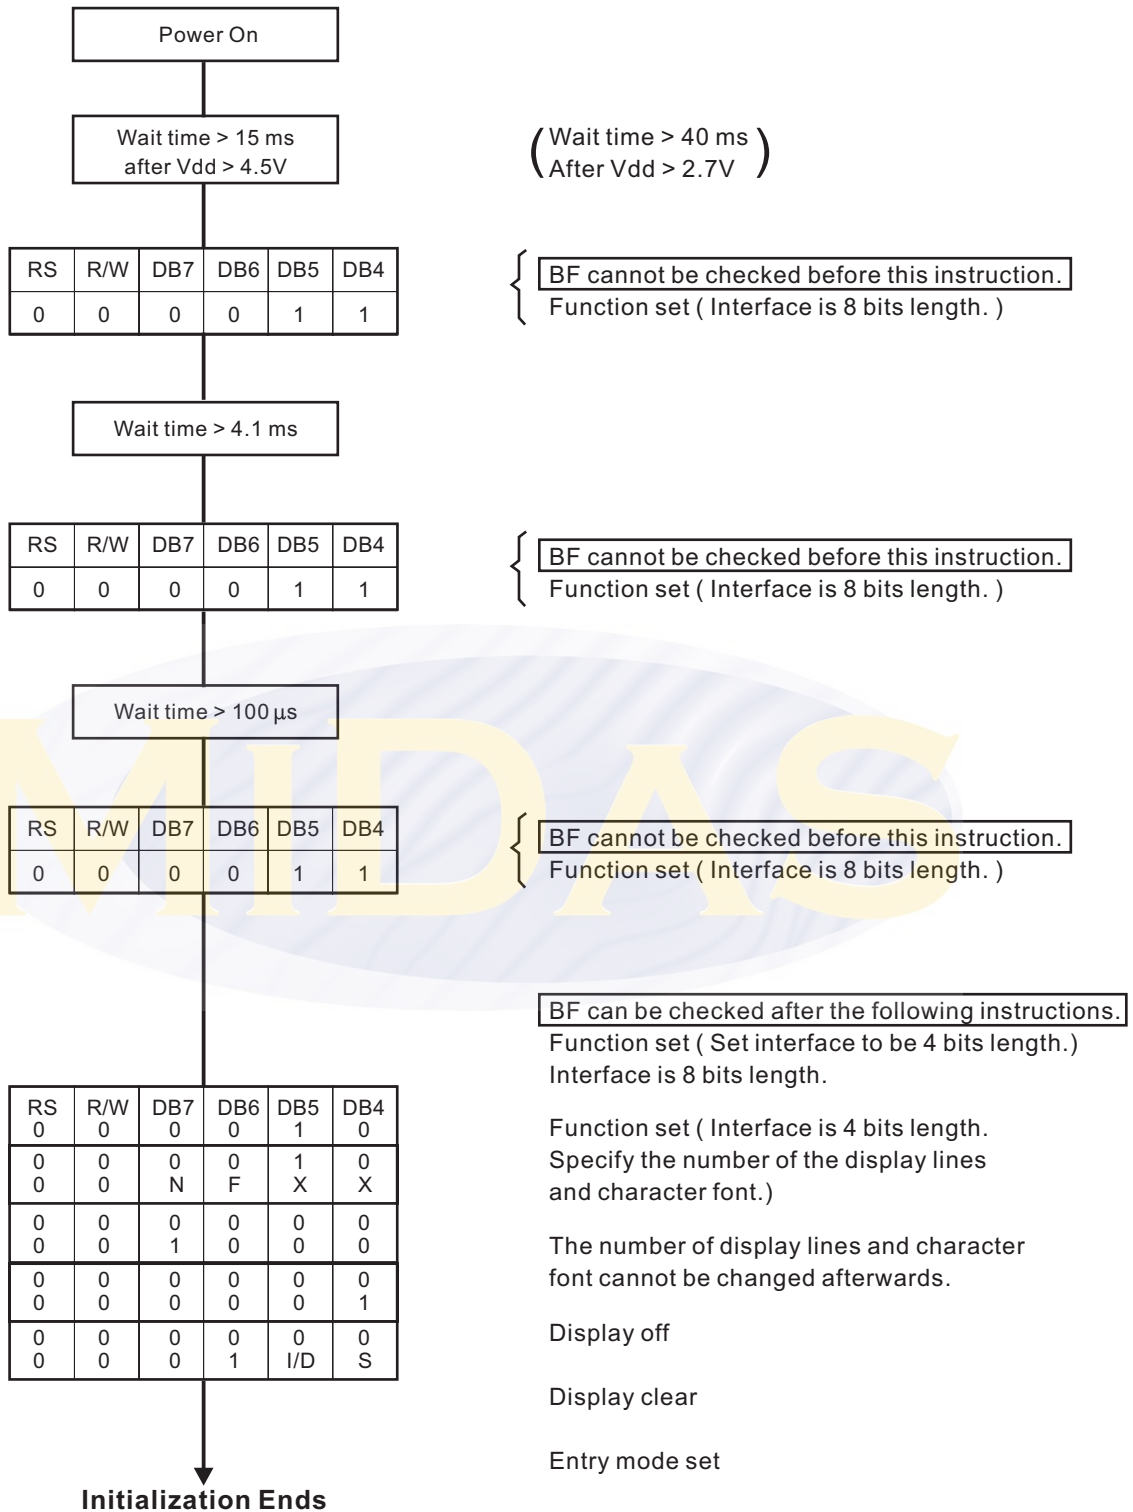 Power On
Wait time > 15 ms
after Vdd > 4.5V
(Wait time > 40 ms
After Vdd > 2.7V)
RS R/W DB7 DB6 DB5 DB4
0 0 0 0 1 1
BF cannot be checked before this instruction.
Function set ( Interface is 8 bits length. )
Wait time > 4.1 ms
RS R/W DB7 DB6 DB5 DB4
0 0 0 0 1 1
BF cannot be checked before this instruction.
Function set ( Interface is 8 bits length. )
Wait time > 100 μs
MIDAS
RS R/W DB7 DB6 DB5 DB4
0 0 0 0 1 1
BF cannot be checked before this instruction.
Function set ( Interface is 8 bits length. )
BF can be checked after the following instructions.
Function set ( Set interface to be 4 bits length.)
Interface is 8 bits length.
RS R/W DB7 DB6 DB5 DB4
0 0 0 0 1 0
0 0 0 0 1 0
0 0 N F X X
0 0 0 0 0 0
0 0 1 0 0 0
0 0 0 0 0 0
0 0 0 0 0 1
0 0 0 0 0 0
0 0 0 1 I/D S
Function set ( Interface is 4 bits length.
Specify the number of the display lines
and character font.)
The number of display lines and character
font cannot be changed afterwards.
Display off
Display clear
Entry mode set
Initialization Ends